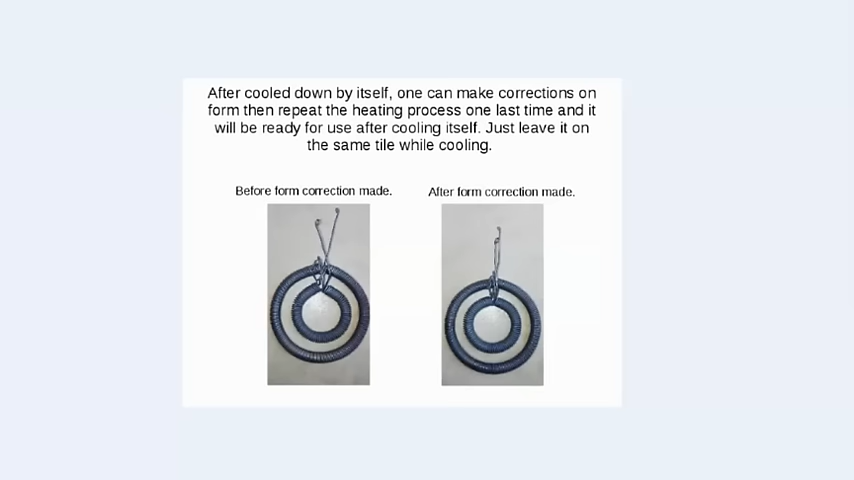 After cooled down by itself, one can make corrections on
form then repeat the heating process one last time and it
will be ready for use after cooling itself. Just leave it on
the same tile while cooling.
Before form correction made.
After form correction made.